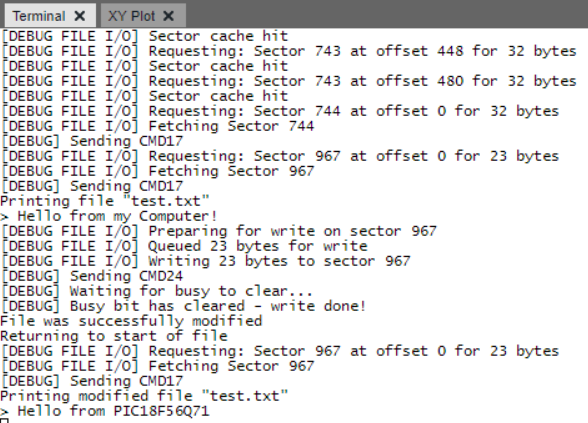 Terminal ✕ XY Plot ✕
[DEBUG FILE I/O] Sector cache hit
[DEBUG FILE I/O] Requesting: Sector 743 at offset 448 for 32 bytes
[DEBUG FILE I/O] Sector cache hit
[DEBUG FILE I/O] Requesting: Sector 743 at offset 480 for 32 bytes
[DEBUG FILE I/O] Sector cache hit
[DEBUG FILE I/O] Requesting: Sector 744 at offset 0 for 32 bytes
[DEBUG FILE I/O] Fetching Sector 744
[DEBUG] Sending CMD17
[DEBUG FILE I/O] Requesting: Sector 967 at offset 0 for 23 bytes
[DEBUG FILE I/O] Fetching Sector 967
[DEBUG] Sending CMD17
Printing file "test.txt"
> Hello from my Computer!
[DEBUG FILE I/O] Preparing for write on sector 967
[DEBUG FILE I/O] Queued 23 bytes for write
[DEBUG FILE I/O] Writing 23 bytes to sector 967
[DEBUG] Sending CMD24
[DEBUG] Waiting for busy to clear...
[DEBUG] Busy bit has cleared - write done!
File was successfully modified
Returning to start of file
[DEBUG FILE I/O] Requesting: Sector 967 at offset 0 for 23 bytes
[DEBUG FILE I/O] Fetching Sector 967
[DEBUG] Sending CMD17
Printing modified file "test.txt"
> Hello from PIC18F56Q71